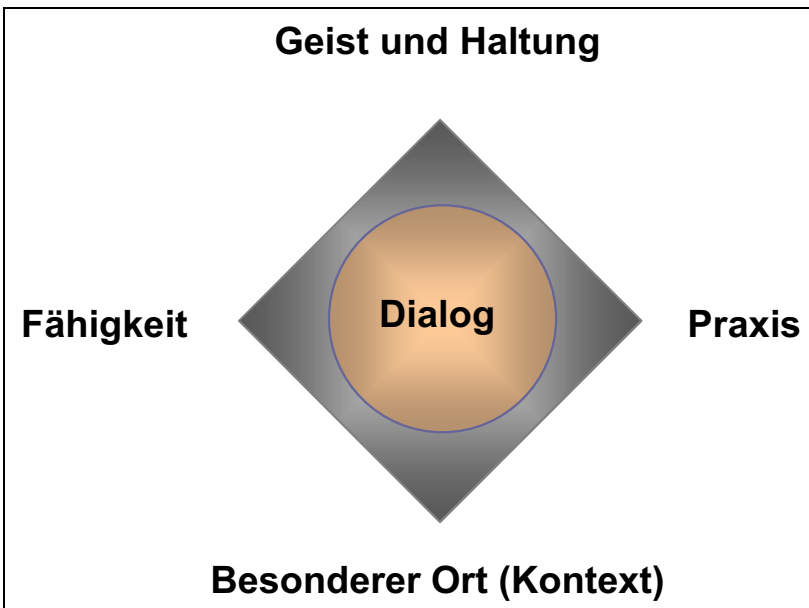 Geist und Haltung
Fähigkeit
Dialog
Praxis
Besonderer Ort (Kontext)